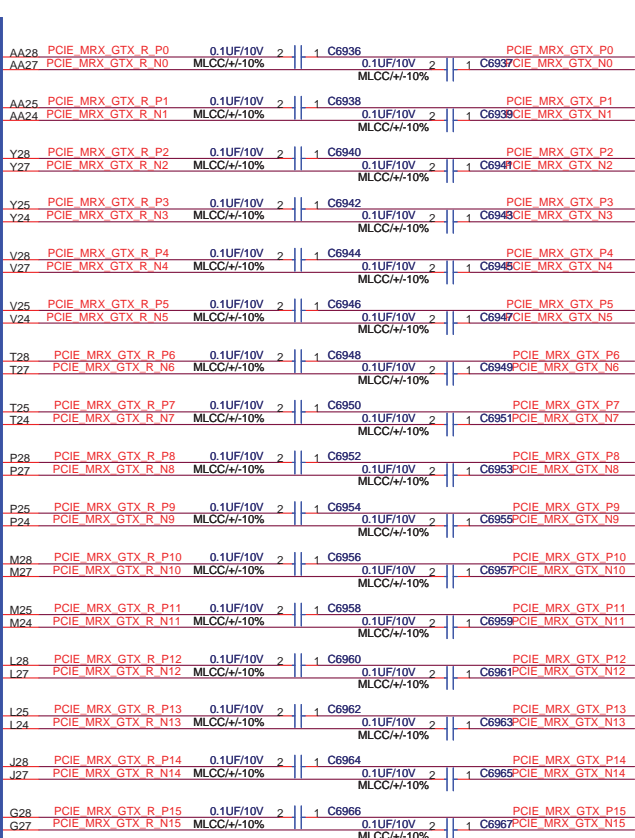 AA28 PCIE_MRX_GTX_R_P0 0.1UF/10V 2 1 C6936 PCIE_MRX_GTX_P0
AA27 PCIE_MRX_GTX_R_N0 MLCC/+/-10% 0.1UF/10V 2 1 C6937 PCIE_MRX_GTX_N0
MLCC/+/-10%
AA25 PCIE_MRX_GTX_R_P1 0.1UF/10V 2 1 C6938 PCIE_MRX_GTX_P1
AA24 PCIE_MRX_GTX_R_N1 MLCC/+/-10% 0.1UF/10V 2 1 C6939 PCIE_MRX_GTX_N1
MLCC/+/-10%
Y28 PCIE_MRX_GTX_R_P2 0.1UF/10V 2 1 C6940 PCIE_MRX_GTX_P2
Y27 PCIE_MRX_GTX_R_N2 MLCC/+/-10% 0.1UF/10V 2 1 C6941 PCIE_MRX_GTX_N2
MLCC/+/-10%
Y25 PCIE_MRX_GTX_R_P3 0.1UF/10V 2 1 C6942 PCIE_MRX_GTX_P3
Y24 PCIE_MRX_GTX_R_N3 MLCC/+/-10% 0.1UF/10V 2 1 C6943 PCIE_MRX_GTX_N3
MLCC/+/-10%
V28 PCIE_MRX_GTX_R_P4 0.1UF/10V 2 1 C6944 PCIE_MRX_GTX_P4
V27 PCIE_MRX_GTX_R_N4 MLCC/+/-10% 0.1UF/10V 2 1 C6945 PCIE_MRX_GTX_N4
MLCC/+/-10%
V25 PCIE_MRX_GTX_R_P5 0.1UF/10V 2 1 C6946 PCIE_MRX_GTX_P5
V24 PCIE_MRX_GTX_R_N5 MLCC/+/-10% 0.1UF/10V 2 1 C6947 PCIE_MRX_GTX_N5
MLCC/+/-10%
T28 PCIE_MRX_GTX_R_P6 0.1UF/10V 2 1 C6948 PCIE_MRX_GTX_P6
T27 PCIE_MRX_GTX_R_N6 MLCC/+/-10% 0.1UF/10V 2 1 C6949 PCIE_MRX_GTX_N6
MLCC/+/-10%
T25 PCIE_MRX_GTX_R_P7 0.1UF/10V 2 1 C6950 PCIE_MRX_GTX_P7
T24 PCIE_MRX_GTX_R_N7 MLCC/+/-10% 0.1UF/10V 2 1 C6951 PCIE_MRX_GTX_N7
MLCC/+/-10%
P28 PCIE_MRX_GTX_R_P8 0.1UF/10V 2 1 C6952 PCIE_MRX_GTX_P8
P27 PCIE_MRX_GTX_R_N8 MLCC/+/-10% 0.1UF/10V 2 1 C6953 PCIE_MRX_GTX_N8
MLCC/+/-10%
P25 PCIE_MRX_GTX_R_P9 0.1UF/10V 2 1 C6954 PCIE_MRX_GTX_P9
P24 PCIE_MRX_GTX_R_N9 MLCC/+/-10% 0.1UF/10V 2 1 C6955 PCIE_MRX_GTX_N9
MLCC/+/-10%
M28 PCIE_MRX_GTX_R_P10 0.1UF/10V 2 1 C6956 PCIE_MRX_GTX_P10
M27 PCIE_MRX_GTX_R_N10 MLCC/+/-10% 0.1UF/10V 2 1 C6957 PCIE_MRX_GTX_N10
MLCC/+/-10%
M25 PCIE_MRX_GTX_R_P11 0.1UF/10V 2 1 C6958 PCIE_MRX_GTX_P11
M24 PCIE_MRX_GTX_R_N11 MLCC/+/-10% 0.1UF/10V 2 1 C6959 PCIE_MRX_GTX_N11
MLCC/+/-10%
L28 PCIE_MRX_GTX_R_P12 0.1UF/10V 2 1 C6960 PCIE_MRX_GTX_P12
L27 PCIE_MRX_GTX_R_N12 MLCC/+/-10% 0.1UF/10V 2 1 C6961 PCIE_MRX_GTX_N12
MLCC/+/-10%
L25 PCIE_MRX_GTX_R_P13 0.1UF/10V 2 1 C6962 PCIE_MRX_GTX_P13
L24 PCIE_MRX_GTX_R_N13 MLCC/+/-10% 0.1UF/10V 2 1 C6963 PCIE_MRX_GTX_N13
MLCC/+/-10%
J28 PCIE_MRX_GTX_R_P14 0.1UF/10V 2 1 C6964 PCIE_MRX_GTX_P14
J27 PCIE_MRX_GTX_R_N14 MLCC/+/-10% 0.1UF/10V 2 1 C6965 PCIE_MRX_GTX_N14
MLCC/+/-10%
G28 PCIE_MRX_GTX_R_P15 0.1UF/10V 2 1 C6966 PCIE_MRX_GTX_P15
G27 PCIE_MRX_GTX_R_N15 MLCC/+/-10% 0.1UF/10V 2 1 C6967 PCIE_MRX_GTX_N15
MLCC/+/-10%